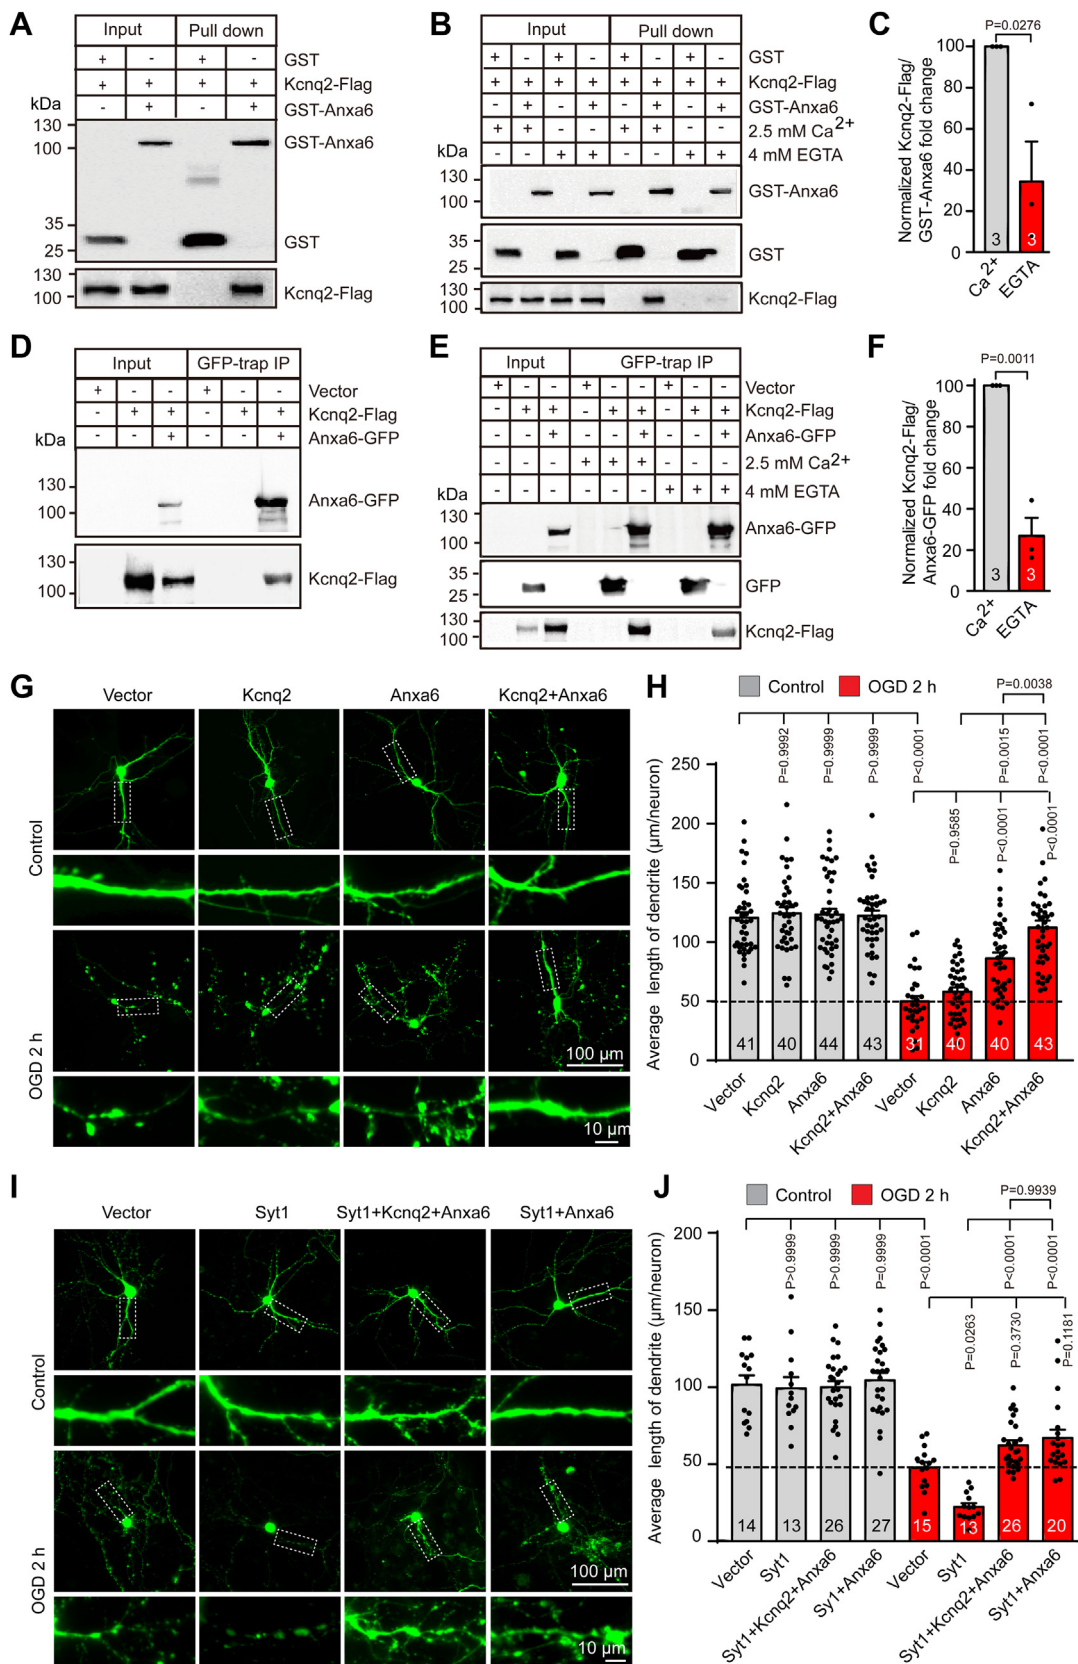 A
Input Pull down
+ - + - GST
+ + + + Kcnq2-Flag
- + - + GST-Anxa6
kDa
130
100
GST-Anxa6
35
25
GST
130
100
Kcnq2-Flag
B
Input Pull down
+ - + - + - + - GST
+ + + + + + + + Kcnq2-Flag
- + - + - + - + GST-Anxa6
+ + - - + + - - 2.5 mM Ca2+
- - + + - - + + 4 mM EGTA
kDa
130
100
GST-Anxa6
35
25
GST
130
100
Kcnq2-Flag
C
P=0.0276
Normalized Kcnq2-Flag/
GST-Anxa6 fold change
100
80
60
40
20
0
3 3
Ca2+ EGTA
D
Input GFP-trap IP
+ - - + - - Vector
- + + - + + Kcnq2-Flag
- - + - - + Anxa6-GFP
kDa
130
100
Anxa6-GFP
130
100
Kcnq2-Flag
E
Input GFP-trap IP
+ - - + - - + - - Vector
- + + - + + - + + Kcnq2-Flag
- - + - - + - - + Anxa6-GFP
- - - + + + - - - 2.5 mM Ca2+
- - - - - - + + + 4 mM EGTA
kDa
130
100
Anxa6-GFP
35
25
GFP
130
100
Kcnq2-Flag
F
P=0.0011
Normalized Kcnq2-Flag/
Anxa6-GFP fold change
100
80
60
40
20
0
3 3
Ca2+ EGTA
G
Vector Kcnq2 Anxa6 Kcnq2+Anxa6
Control
OGD 2 h
100 µm
10 µm
H
Control OGD 2 h
P=0.0038
P=0.9992 P=0.9999 P>0.9999 P<0.0001 P=0.0015 P<0.0001
P=0.9585 P<0.0001 P<0.0001
Average length of dendrite (µm/neuron)
250
200
150
100
50
0
41 40 44 43 31 40 40 43
Vector Kcnq2 Anxa6 Kcnq2+Anxa6 Vector Kcnq2 Anxa6 Kcnq2+Anxa6
I
Vector Syt1 Syt1+Kcnq2+Anxa6 Syt1+Anxa6
Control
OGD 2 h
100 µm
10 µm
J
Control OGD 2 h
P=0.9939
P>0.9999 P>0.9999 P=0.9999 P<0.0001 P<0.0001 P<0.0001
P=0.0263 P=0.3730 P=0.1181
Average length of dendrite (µm/neuron)
200
150
100
50
0
14 13 26 27 15 13 26 20
Vector Syt1 Syt1+Kcnq2+Anxa6 Sy1+Anxa6 Vector Syt1 Syt1+Kcnq2+Anxa6 Syt1+Anxa6